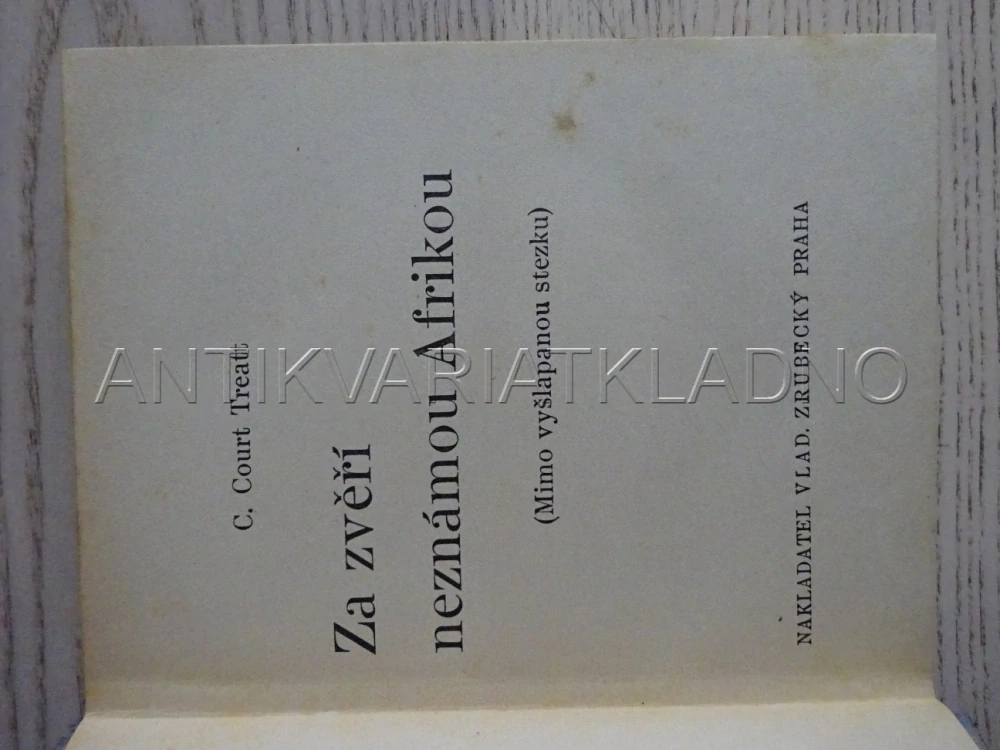 C. Court Treatt
Za zvěří
neznámou Afrikou
(Mimo vyšlapanou stezku)
NAKLADATEL VLAD. ZRUBECKÝ PRAHA
ANTIKVARIATKLADNO